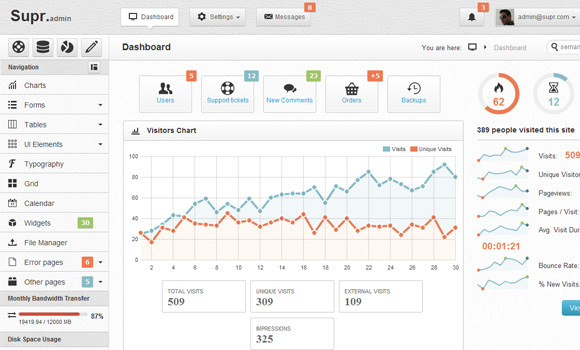 Supr.admin
Dashboard
Settings
Messages
8
3
admin@supr.com
Navigation
Charts
Forms
Tables
UI Elements
Typography
Grid
Calendar
Widgets 30
File Manager
Error pages 6
Other pages 5
Monthly Bandwidth Transfer
19419.94 / 12000 MB
87%
Disk Space Usage
Dashboard
You are here:
Dashboard
Users
5
Support tickets
12
New Comments
23
Orders
+5
Backups
Visitors Chart
Visits
Unique Visits
100
80
60
40
20
0
2 4 6 8 10 12 14 16 18 20 22 24 26 28 30
TOTAL VISITS
509
UNIQUE VISITS
309
EXTERNAL VISITS
109
IMPRESSIONS
325
62
12
389 people visited this site
Visits: 509
Unique Visitor
Pageviews:
Pages / Visit:
Avg. Visit Dur
00:01:21
Bounce Rate:
% New Visits